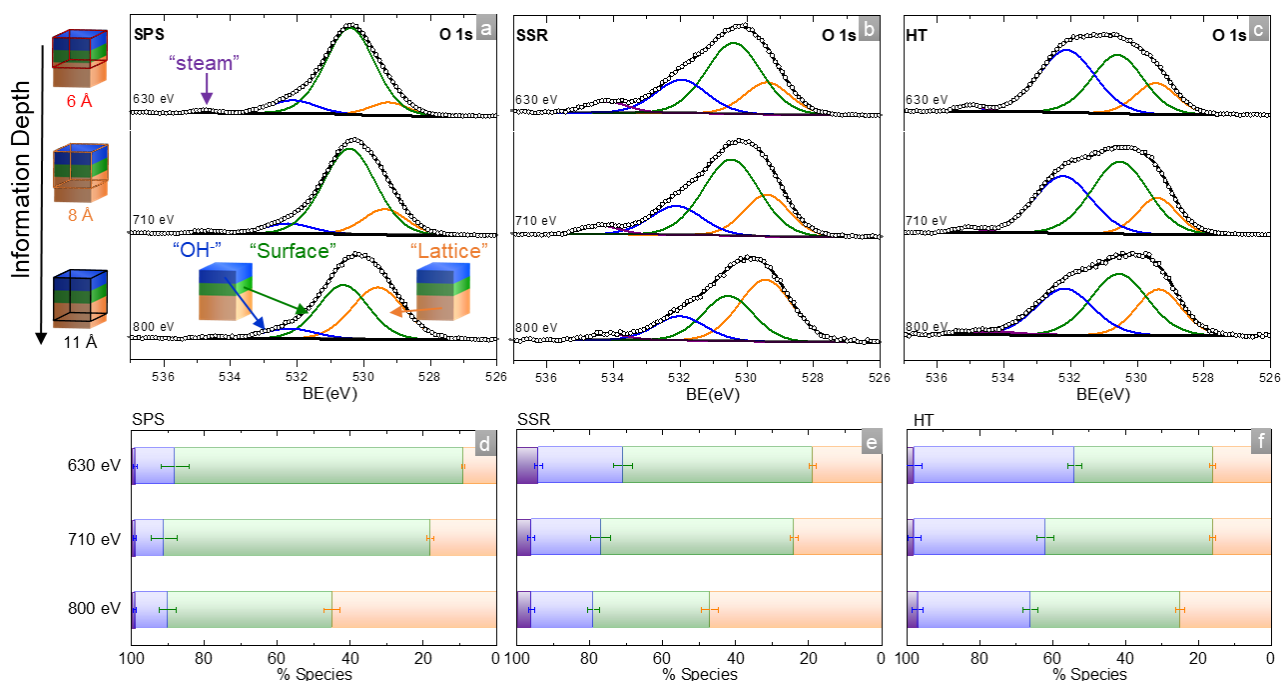 Information Depth
6 Å
8 Å
11 Å
SPS
O 1s
a
"steam"
630 eV
710 eV
"OH-"
"Surface"
"Lattice"
800 eV
536 534 532 530 528 526
BE(eV)
SSR
O 1s
b
630 eV
710 eV
800 eV
536 534 532 530 528 526
BE(eV)
HT
O 1s
c
630 eV
710 eV
800 eV
536 534 532 530 528 526
BE(eV)
SPS
d
630 eV
710 eV
800 eV
100 80 60 40 20 0
% Species
SSR
e
100 80 60 40 20 0
% Species
HT
f
100 80 60 40 20 0
% Species